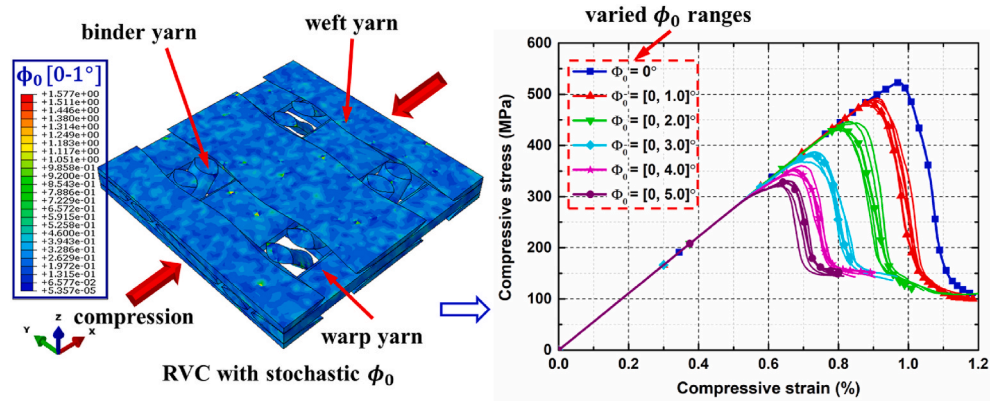 binder yarn
weft yarn
ϕ₀ [0-1°]
+1.577e+00
+1.511e+00
+1.446e+00
+1.380e+00
+1.314e+00
+1.249e+00
+1.183e+00
+1.117e+00
+1.051e+00
+9.858e-01
+9.200e-01
+8.543e-01
+7.886e-01
+7.229e-01
+6.572e-01
+5.915e-01
+5.258e-01
+4.600e-01
+3.943e-01
+3.286e-01
+2.629e-01
+1.972e-01
+1.315e-01
+6.577e-02
+5.357e-05
compression
warp yarn
Z
Y
X
RVC with stochastic ϕ₀
varied ϕ₀ ranges
Φ₀ = 0°
Φ₀ = [0, 1.0]°
Φ₀ = [0, 2.0]°
Φ₀ = [0, 3.0]°
Φ₀ = [0, 4.0]°
Φ₀ = [0, 5.0]°
Compressive stress (MPa)
600
500
400
300
200
100
0
0.0 0.2 0.4 0.6 0.8 1.0 1.2
Compressive strain (%)